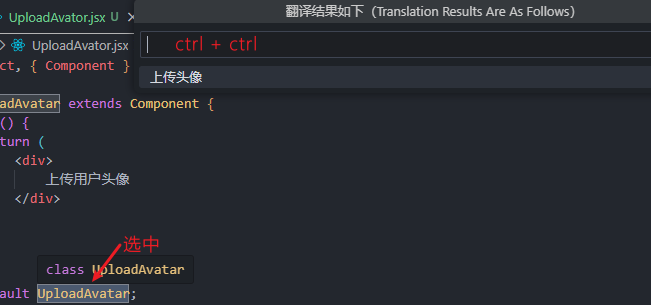 UploadAvator.jsx U
翻译结果如下（Translation Results Are As Follows）
UploadAvator.jsx
ctrl + ctrl
ct, { Component }
上传头像
adAvatar extends Component {
() {
turn (
<div>
上传用户头像
</div>
选中
class UploadAvatar
ault UploadAvatar;